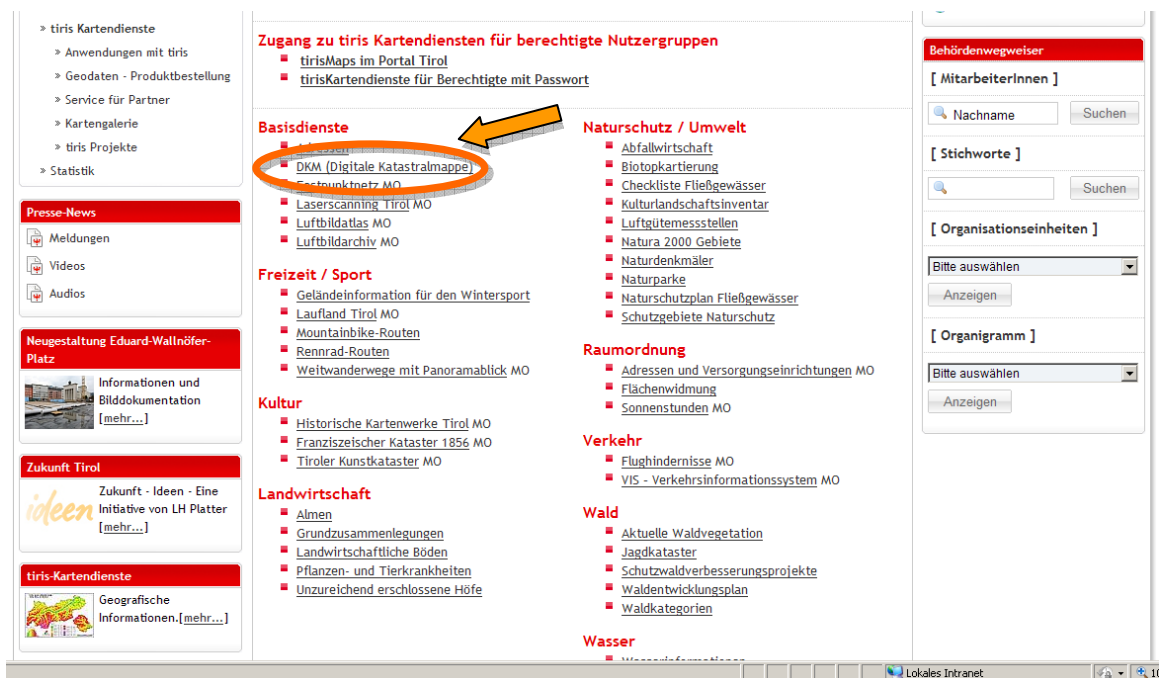 » tiris Kartendienste
» Anwendungen mit tiris
» Geodaten - Produktbestellung
» Service für Partner
» Kartengalerie
» tiris Projekte
» Statistik
Presse-News
Meldungen
Videos
Audios
Neugestaltung Eduard-Wallnöfer-
Platz
Informationen und
Bilddokumentation
[mehr...]
Zukunft Tirol
ideen
Zukunft - Ideen - Eine
Initiative von LH Platter
[mehr...]
tiris-Kartendienste
Geografische
Informationen.[mehr...]
Zugang zu tiris Kartendiensten für berechtigte Nutzergruppen
tirisMaps im Portal Tirol
tirisKartendienste für Berechtigte mit Passwort
Basisdienste
Adressen
DKM (Digitale Katastralmappe)
Festpunktnetz MO
Laserscanning Tirol MO
Luftbildatlas MO
Luftbildarchiv MO
Freizeit / Sport
Geländeinformation für den Wintersport
Laufland Tirol MO
Mountainbike-Routen
Rennrad-Routen
Weitwanderwege mit Panoramablick MO
Kultur
Historische Kartenwerke Tirol MO
Franziszeischer Kataster 1856 MO
Tiroler Kunstkataster MO
Landwirtschaft
Almen
Grundzusammenlegungen
Landwirtschaftliche Böden
Pflanzen- und Tierkrankheiten
Unzureichend erschlossene Höfe
Naturschutz / Umwelt
Abfallwirtschaft
Biotopkartierung
Checkliste Fließgewässer
Kulturlandschaftsinventar
Luftgütemessstellen
Natura 2000 Gebiete
Naturdenkmäler
Naturparke
Naturschutzplan Fließgewässer
Schutzgebiete Naturschutz
Raumordnung
Adressen und Versorgungseinrichtungen MO
Flächenwidmung
Sonnenstunden MO
Verkehr
Flughindernisse MO
VIS - Verkehrsinformationssystem MO
Wald
Aktuelle Waldvegetation
Jagdkataster
Schutzwaldverbesserungsprojekte
Waldentwicklungsplan
Waldkategorien
Wasser
Wasserinformationen
Behördenwegweiser
[ MitarbeiterInnen ]
Nachname Suchen
[ Stichworte ]
Suchen
[ Organisationseinheiten ]
Bitte auswählen
Anzeigen
[ Organigramm ]
Bitte auswählen
Anzeigen
Lokales Intranet